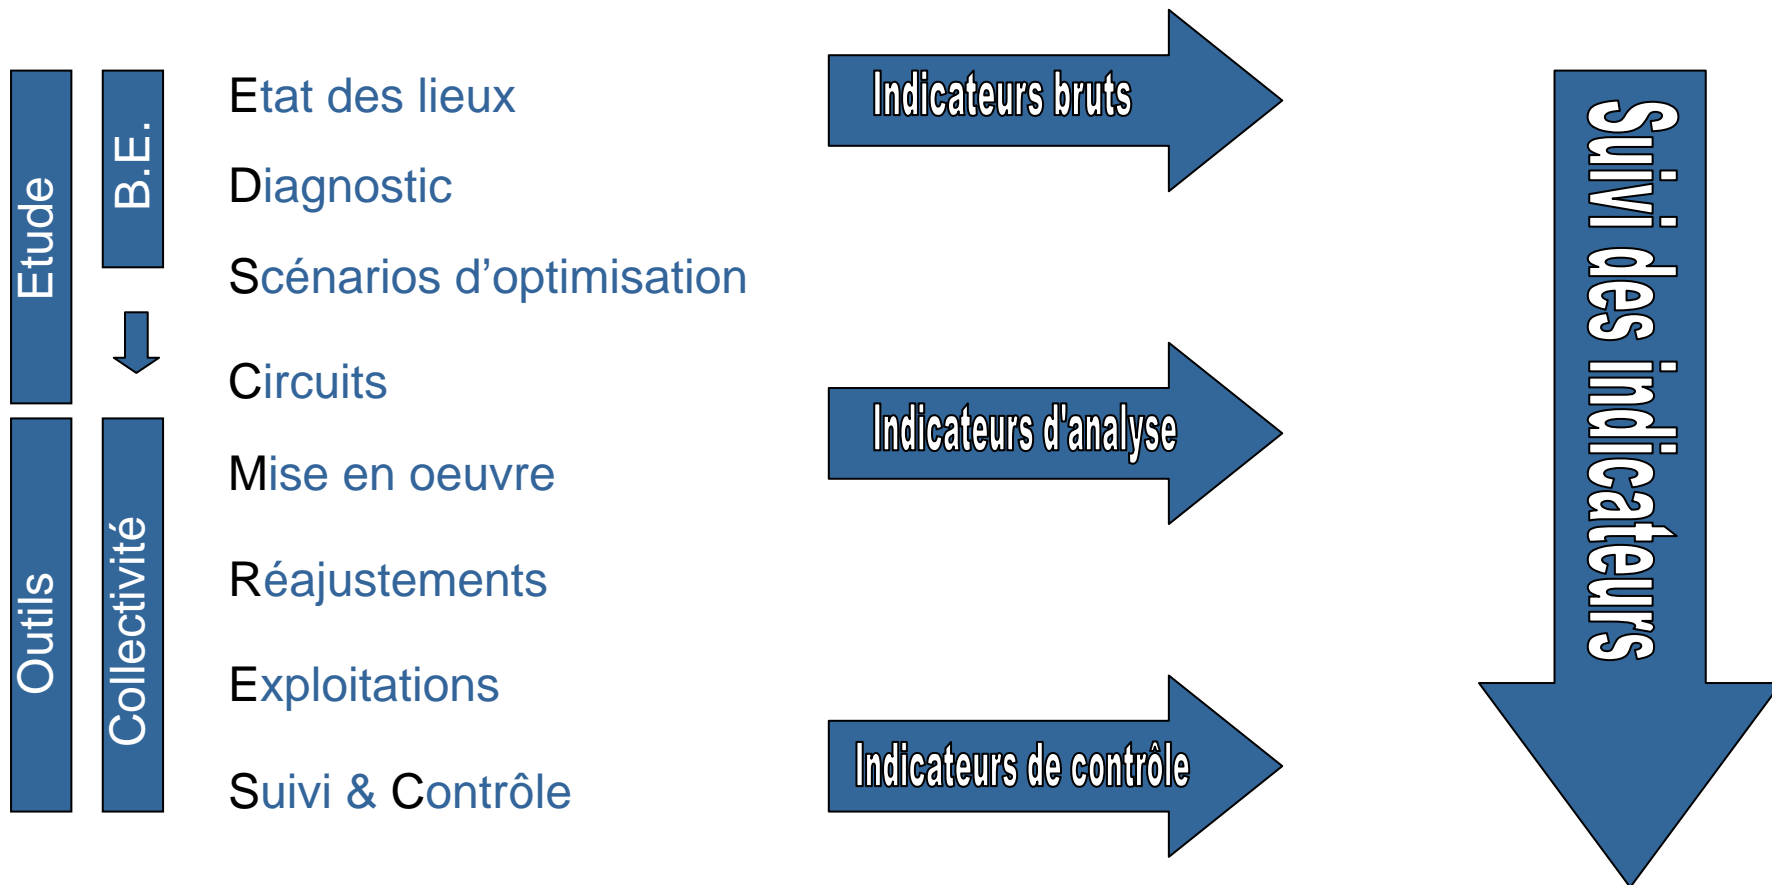 Etude
B.E.
Outils
Collectivité
Etat des lieux
Diagnostic
Scénarios d’optimisation
Circuits
Mise en oeuvre
Réajustements
Exploitations
Suivi & Contrôle
Indicateurs bruts
Indicateurs d'analyse
Indicateurs de contrôle
Suivi des indicateurs